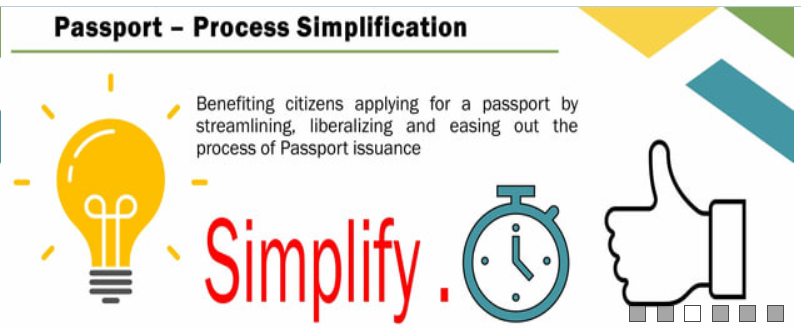 Passport – Process Simplification
Benefiting citizens applying for a passport by
streamlining, liberalizing and easing out the
process of Passport issuance
Simplify .